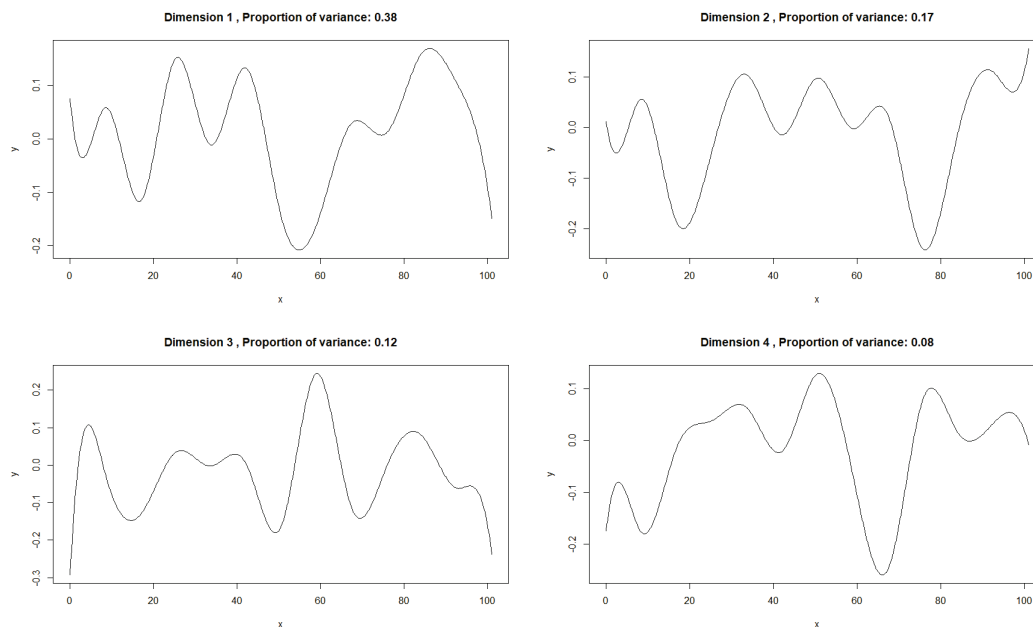 Dimension 1 , Proportion of variance: 0.38
0.1
0.0
-0.1
-0.2
y
0 20 40 60 80 100
x
Dimension 2 , Proportion of variance: 0.17
0.1
0.0
-0.1
-0.2
y
0 20 40 60 80 100
x
Dimension 3 , Proportion of variance: 0.12
0.2
0.1
0.0
-0.1
-0.2
-0.3
y
0 20 40 60 80 100
x
Dimension 4 , Proportion of variance: 0.08
0.1
0.0
-0.1
-0.2
y
0 20 40 60 80 100
x